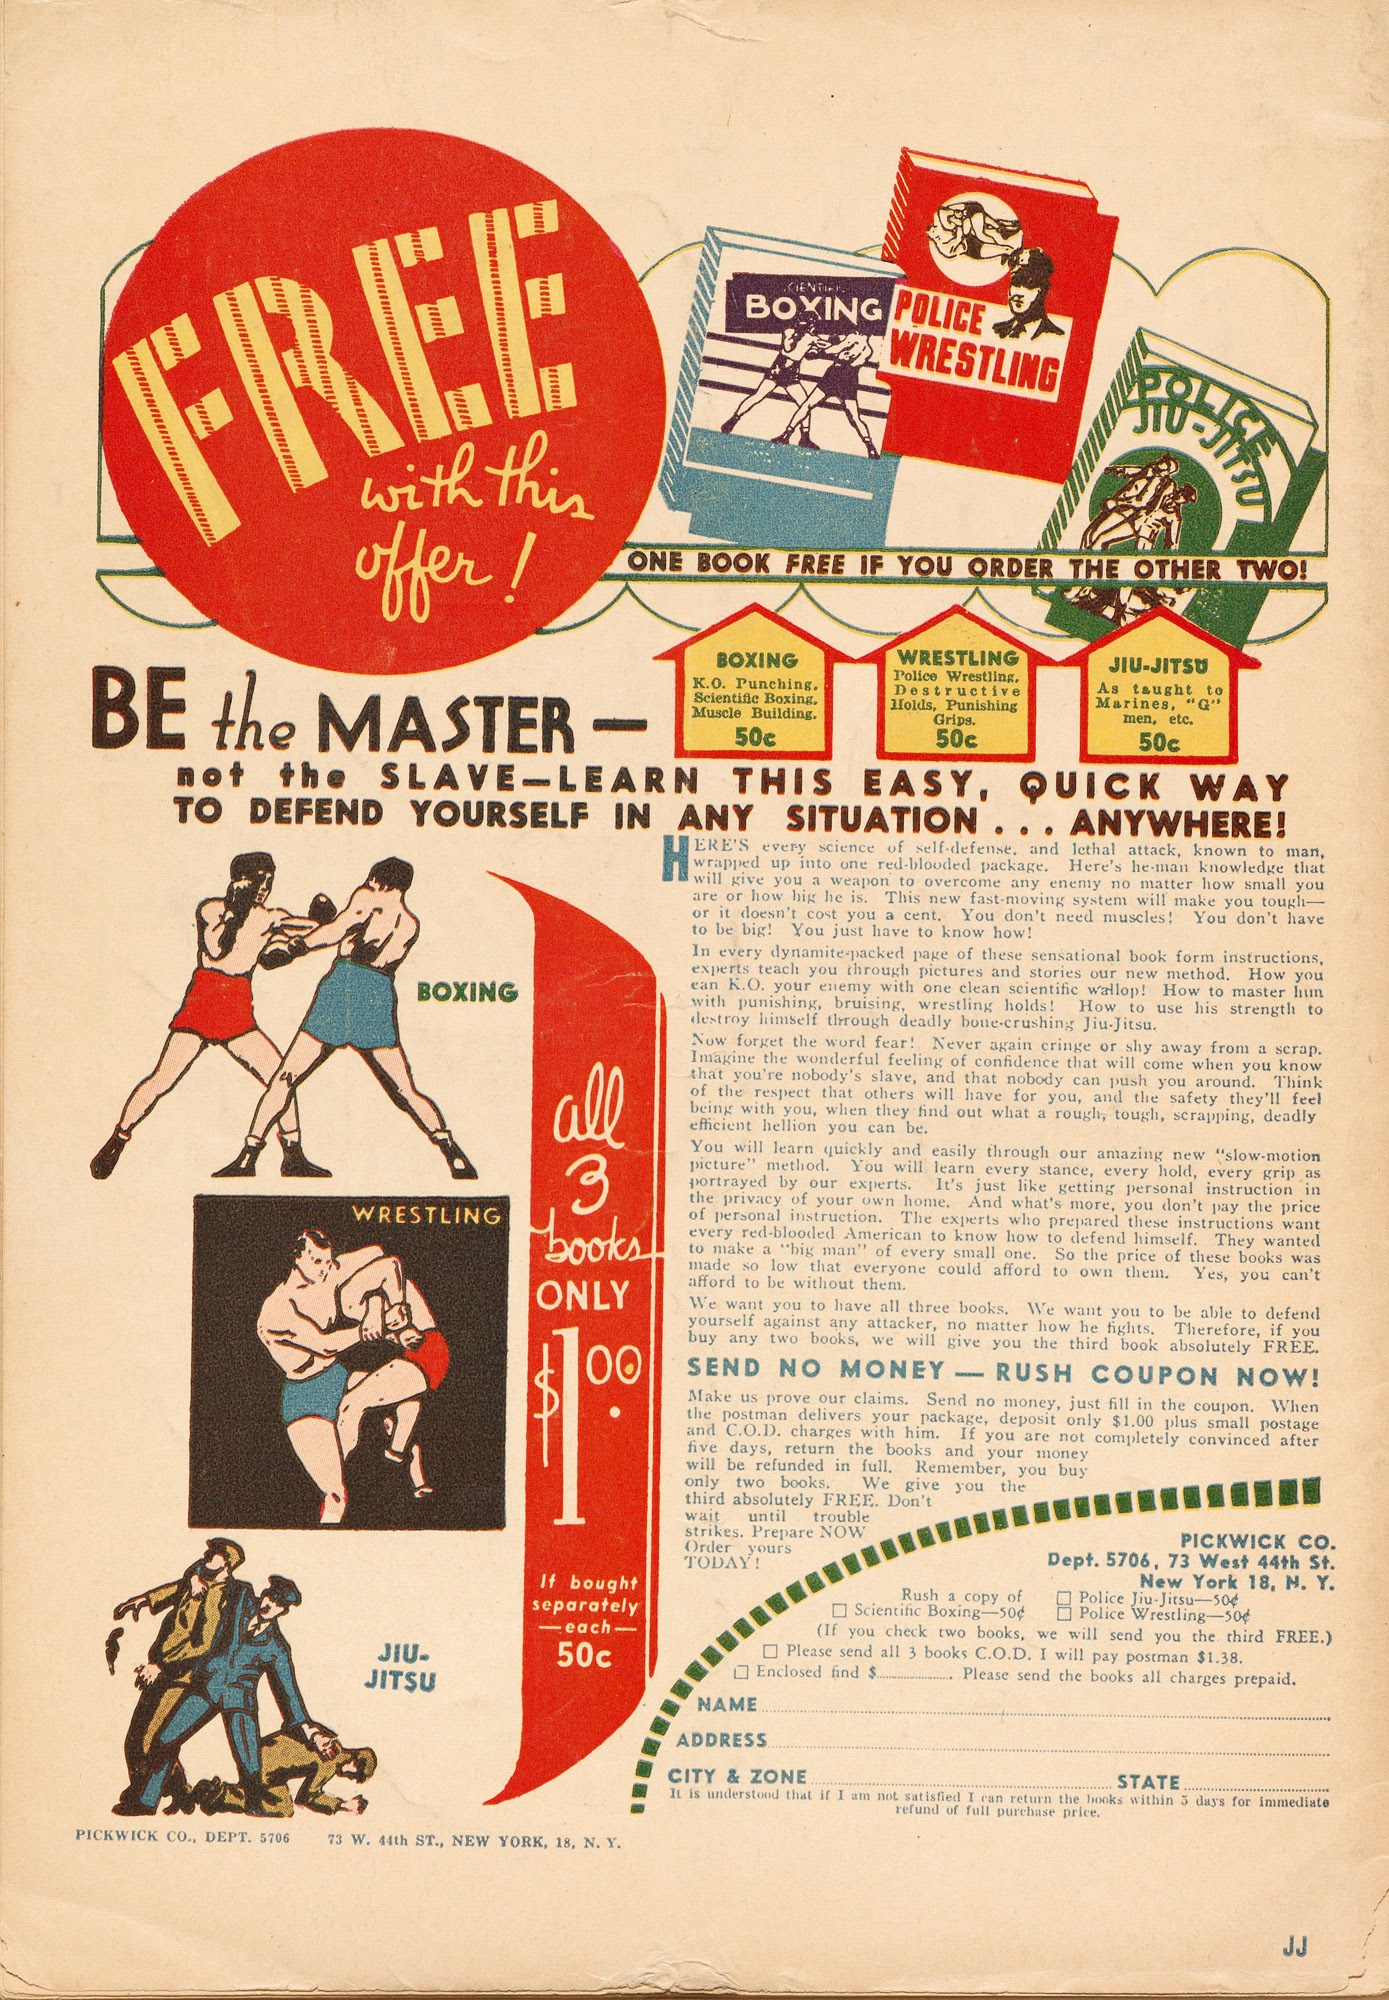 FREE
with this
offer!
SCIENTIFIC
BOXING
POLICE
WRESTLING
POLICE
JIU-JITSU
ONE BOOK FREE IF YOU ORDER THE OTHER TWO!
BE the MASTER—
BOXING
K.O. Punching,
Scientific Boxing,
Muscle Building.
50c
WRESTLING
Police Wrestling,
Destructive
Holds, Punishing
Grips.
50c
JIU-JITSU
As taught to
Marines, "G"
men, etc.
50c
not the SLAVE—LEARN THIS EASY, QUICK WAY
TO DEFEND YOURSELF IN ANY SITUATION . . . ANYWHERE!
HERE'S every science of self-defense, and lethal attack, known to man,
wrapped up into one red-blooded package. Here's he-man knowledge that
will give you a weapon to overcome any enemy no matter how small you
are or how big he is. This new fast-moving system will make you tough—
or it doesn't cost you a cent. You don't need muscles! You don't have
to be big! You just have to know how!
In every dynamite-packed page of these sensational book form instructions,
experts teach you through pictures and stories our new method. How you
can K.O. your enemy with one clean scientific wallop! How to master him
with punishing, bruising, wrestling holds! How to use his strength to
destroy himself through deadly bone-crushing Jiu-Jitsu.
Now forget the word fear! Never again cringe or shy away from a scrap.
Imagine the wonderful feeling of confidence that will come when you know
that you're nobody's slave, and that nobody can push you around. Think
of the respect that others will have for you, and the safety they'll feel
being with you, when they find out what a rough, tough, scrapping, deadly
efficient hellion you can be.
You will learn quickly and easily through our amazing new "slow-motion
picture" method. You will learn every stance, every hold, every grip as
portrayed by our experts. It's just like getting personal instruction in
the privacy of your own home. And what's more, you don't pay the price
of personal instruction. The experts who prepared these instructions want
every red-blooded American to know how to defend himself. They wanted
to make a "big man" of every small one. So the price of these books was
made so low that everyone could afford to own them. Yes, you can't
afford to be without them.
We want you to have all three books. We want you to be able to defend
yourself against any attacker, no matter how he fights. Therefore, if you
buy any two books, we will give you the third book absolutely FREE.
SEND NO MONEY — RUSH COUPON NOW!
Make us prove our claims. Send no money, just fill in the coupon. When
the postman delivers your package, deposit only $1.00 plus small postage
and C.O.D. charges with him. If you are not completely convinced after
five days, return the books and your money
will be refunded in full. Remember, you buy
only two books. We give you the
third absolutely FREE. Don't
wait until trouble
strikes. Prepare NOW
Order yours
TODAY!
BOXING
WRESTLING
JIU-
JITSU
all
3
books
ONLY
$1.00
If bought
separately
—each—
50c
PICKWICK CO.
Dept. 5706, 73 West 44th St.
New York 18, N. Y.
Rush a copy of □ Police Jiu-Jitsu—50¢
□ Scientific Boxing—50¢ □ Police Wrestling—50¢
(If you check two books, we will send you the third FREE.)
□ Please send all 3 books C.O.D. I will pay postman $1.38.
□ Enclosed find $.................... Please send the books all charges prepaid.
NAME
ADDRESS
CITY & ZONE STATE
It is understood that if I am not satisfied I can return the books within 5 days for immediate
refund of full purchase price.
PICKWICK CO., DEPT. 5706 73 W. 44th ST., NEW YORK, 18, N. Y.
JJ